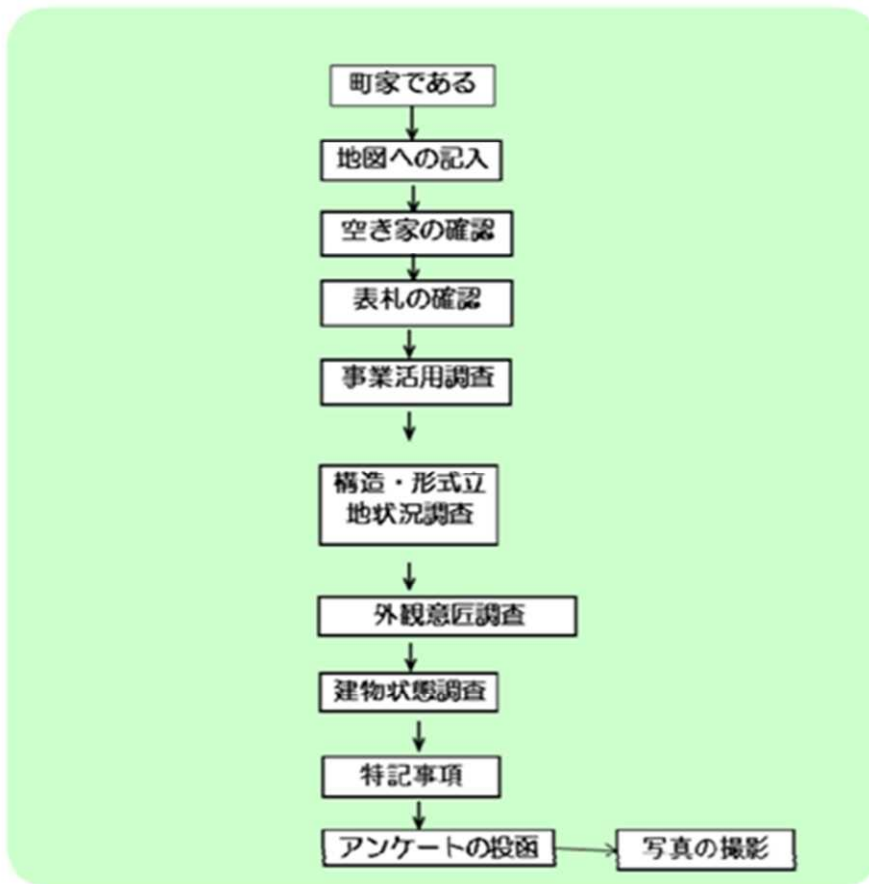 町家である
地図への記入
空き家の確認
表札の確認
事業活用調査
構造・形式立
地状況調査
外観意匠調査
建物状態調査
特記事項
アンケートの投函
写真の撮影